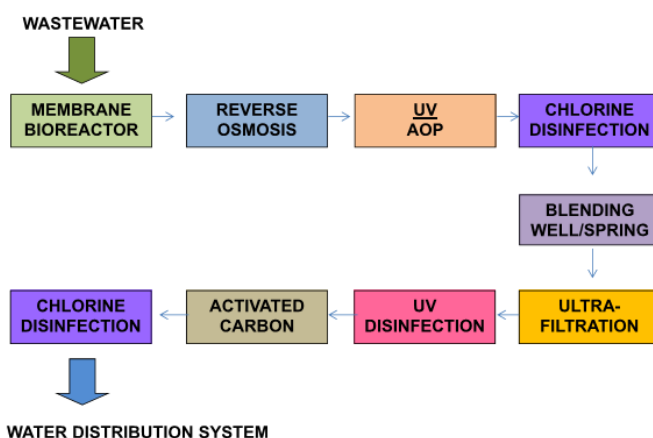 WASTEWATER
MEMBRANE
BIOREACTOR
REVERSE
OSMOSIS
UV
AOP
CHLORINE
DISINFECTION
BLENDING
WELL/SPRING
ULTRA-
FILTRATION
UV
DISINFECTION
ACTIVATED
CARBON
CHLORINE
DISINFECTION
WATER DISTRIBUTION SYSTEM